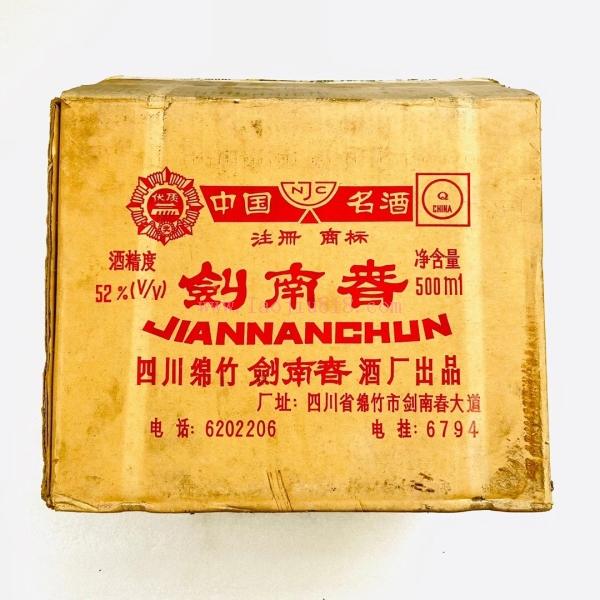 优质
中国 NJC 名酒
Q
CHINA
注册 商标
酒精度
52%(V/V)
剑南春
净含量
500ml
JIANNANCHUN
四川绵竹剑南春酒厂出品
厂址:四川省绵竹市剑南春大道
电话:6202206 电挂:6794